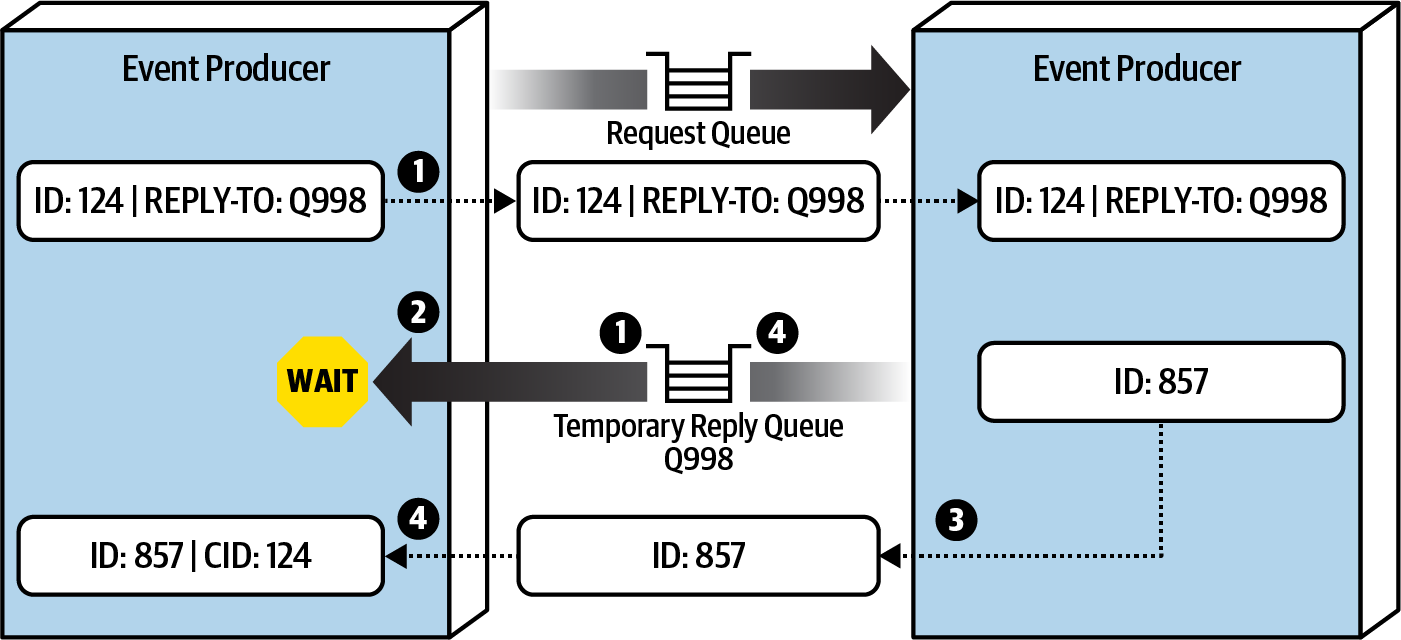 Event Producer
Event Producer
Request Queue
1
ID: 124 | REPLY-TO: Q998
ID: 124 | REPLY-TO: Q998
ID: 124 | REPLY-TO: Q998
2
1
4
WAIT
ID: 857
Temporary Reply Queue
Q998
4
3
ID: 857 | CID: 124
ID: 857